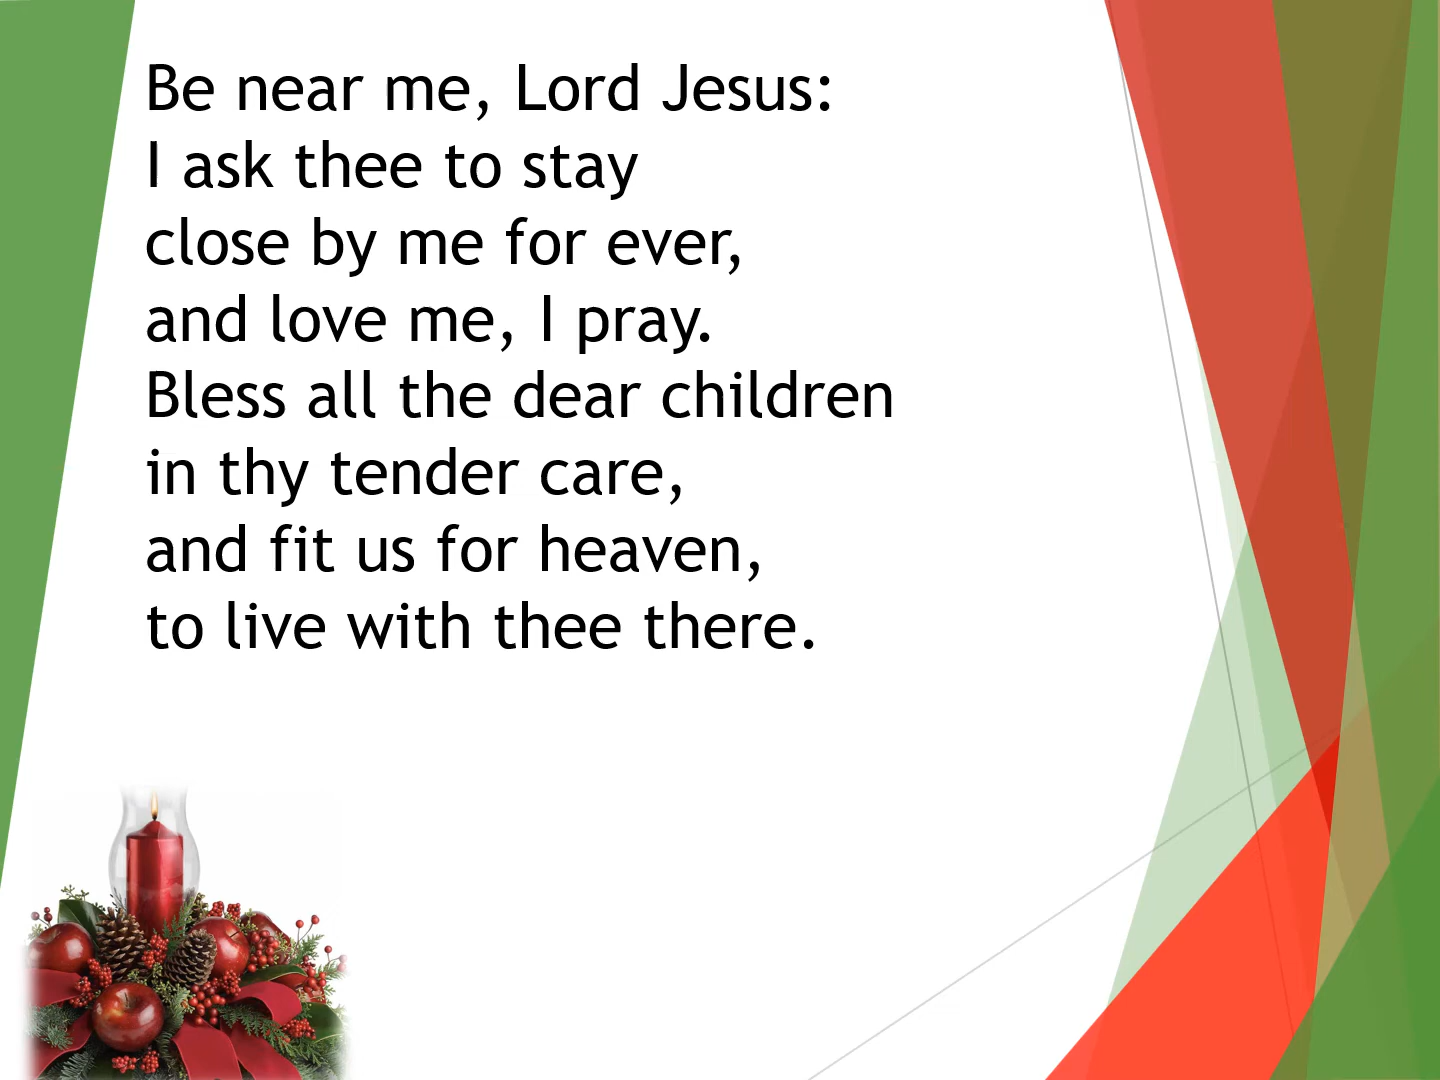 Be near me, Lord Jesus:
I ask thee to stay
close by me for ever,
and love me, I pray.
Bless all the dear children
in thy tender care,
and fit us for heaven,
to live with thee there.